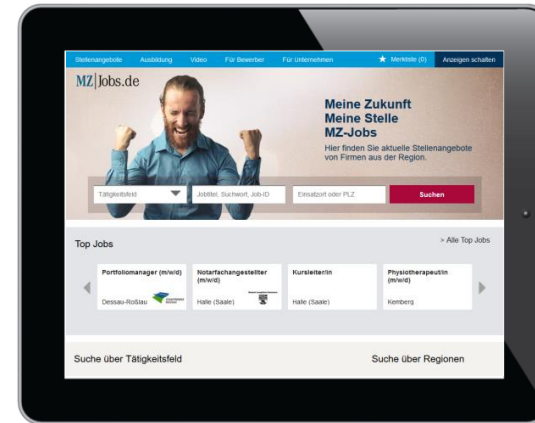 Stellenangebote Ausbildung Video Für Bewerber Für Unternehmen Merkliste (0) Anzeigen schalten
MZ|Jobs.de
Meine Zukunft
Meine Stelle
MZ-Jobs
Hier finden Sie aktuelle Stellenangebote
von Firmen aus der Region.
Tätigkeitsfeld Jobtitel, Suchwort, Job-ID Einsatzort oder PLZ Suchen
Top Jobs > Alle Top Jobs
Portfoliomanager (m/w/d) Notarfachangestellter Kursleiter/in Physiotherapeut/in
(m/w/d) (m/w/d)
Dessau-Roßlau Halle (Saale) Halle (Saale) Kemberg
Suche über Tätigkeitsfeld Suche über Regionen